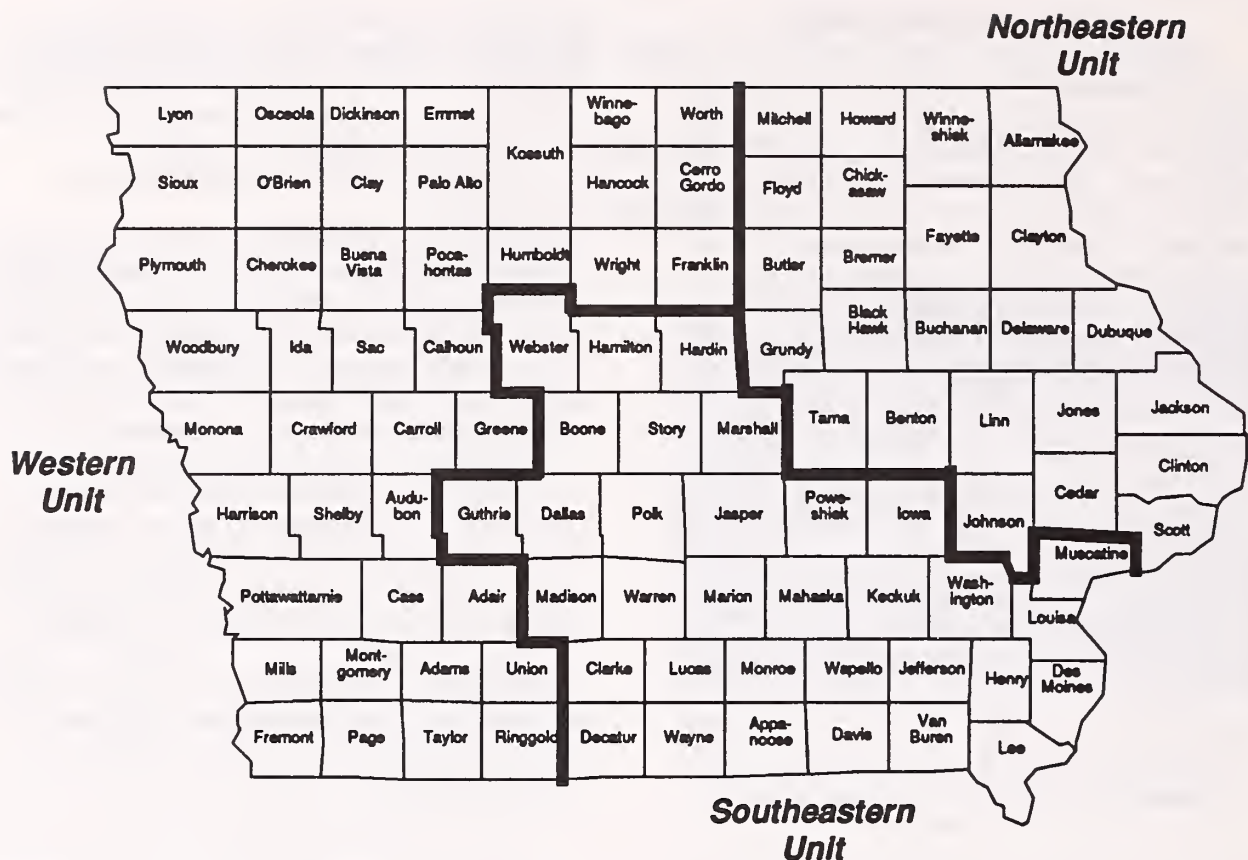 Northeastern
Unit
Lyon
Osceola
Dickinson
Emmet
Kossuth
Winne-
bago
Worth
Mitchell
Howard
Winne-
shiek
Allamakee
Sioux
O'Brien
Clay
Palo Alto
Hancock
Cerro
Gordo
Floyd
Chick-
asaw
Fayette
Clayton
Plymouth
Cherokee
Buena
Vista
Poca-
hontas
Humboldt
Wright
Franklin
Butler
Bremer
Woodbury
Ida
Sac
Calhoun
Webster
Hamilton
Hardin
Grundy
Black
Hawk
Buchanan
Delaware
Dubuque
Monona
Crawford
Carroll
Greene
Boone
Story
Marshall
Tama
Benton
Linn
Jones
Jackson
Western
Unit
Harrison
Shelby
Audu-
bon
Guthrie
Dallas
Polk
Jasper
Powe-
shiek
Iowa
Johnson
Cedar
Clinton
Scott
Muscatine
Pottawattamie
Cass
Adair
Madison
Warren
Marion
Mahaska
Keokuk
Wash-
ington
Louisa
Mills
Mont-
gomery
Adams
Union
Clarke
Lucas
Monroe
Wapello
Jefferson
Henry
Des
Moines
Fremont
Page
Taylor
Ringgold
Decatur
Wayne
Appa-
noose
Davis
Van
Buren
Lee
Southeastern
Unit